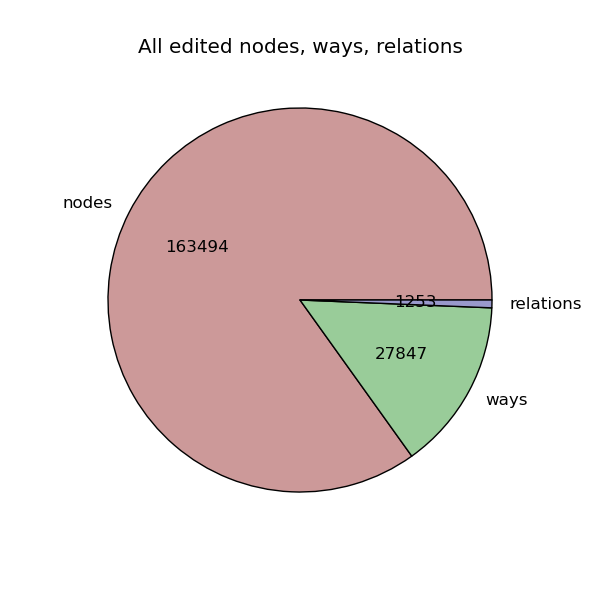 All edited nodes, ways, relations
nodes
163494
1253
relations
27847
ways